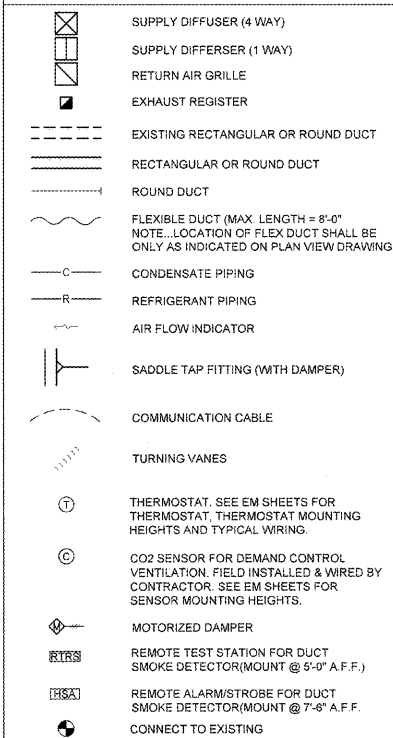 SUPPLY DIFFUSER (4 WAY)
SUPPLY DIFFERSER (1 WAY)
RETURN AIR GRILLE
EXHAUST REGISTER
EXISTING RECTANGULAR OR ROUND DUCT
RECTANGULAR OR ROUND DUCT
ROUND DUCT
FLEXIBLE DUCT (MAX. LENGTH = 8'-0"
NOTE...LOCATION OF FLEX DUCT SHALL BE
ONLY AS INDICATED ON PLAN VIEW DRAWING
C CONDENSATE PIPING
R REFRIGERANT PIPING
AIR FLOW INDICATOR
SADDLE TAP FITTING (WITH DAMPER)
COMMUNICATION CABLE
TURNING VANES
T THERMOSTAT. SEE EM SHEETS FOR
THERMOSTAT, THERMOSTAT MOUNTING
HEIGHTS AND TYPICAL WIRING.
C CO2 SENSOR FOR DEMAND CONTROL
VENTILATION. FIELD INSTALLED & WIRED BY
CONTRACTOR. SEE EM SHEETS FOR
SENSOR MOUNTING HEIGHTS.
M MOTORIZED DAMPER
RTRS REMOTE TEST STATION FOR DUCT
SMOKE DETECTOR(MOUNT @ 5'-0" A.F.F.)
HSA REMOTE ALARM/STROBE FOR DUCT
SMOKE DETECTOR(MOUNT @ 7'-6" A.F.F.
CONNECT TO EXISTING